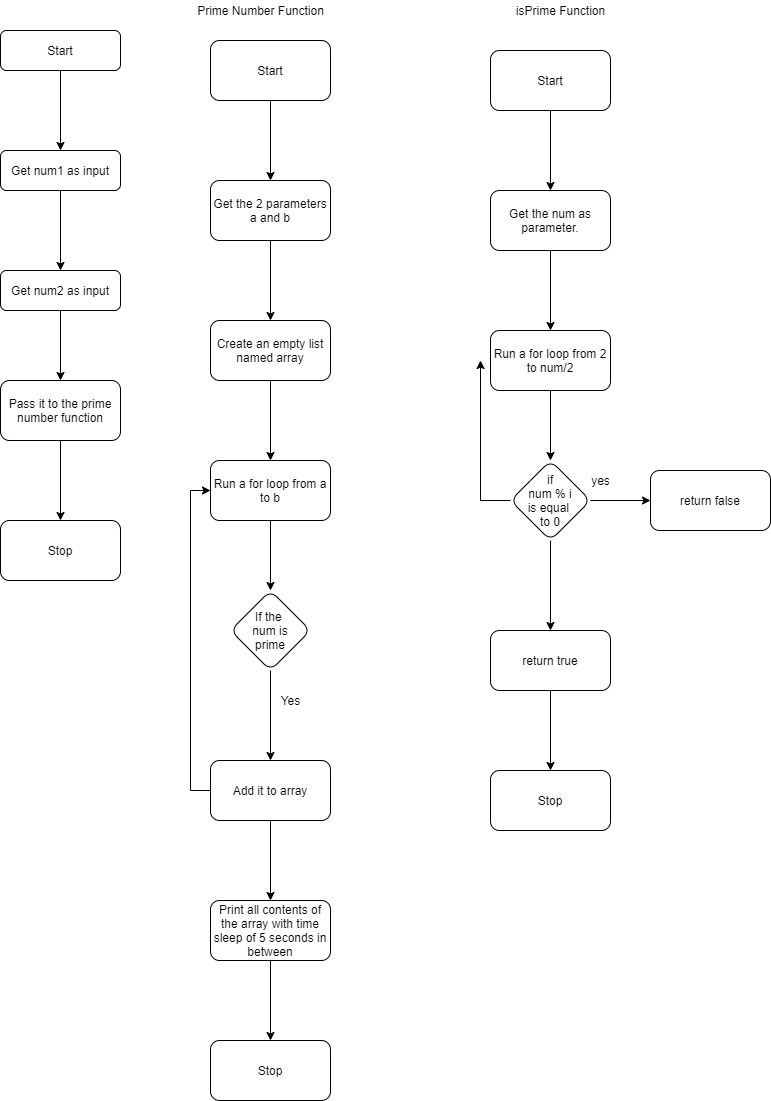 Start
Get num1 as input
Get num2 as input
Pass it to the prime
number function
Stop
Prime Number Function
Start
Get the 2 parameters
a and b
Create an empty list
named array
Run a for loop from a
to b
If the
num is
prime
Yes
Add it to array
Print all contents of
the array with time
sleep of 5 seconds in
between
Stop
isPrime Function
Start
Get the num as
parameter.
Run a for loop from 2
to num/2
if
num % i
is equal
to 0
yes
return false
return true
Stop